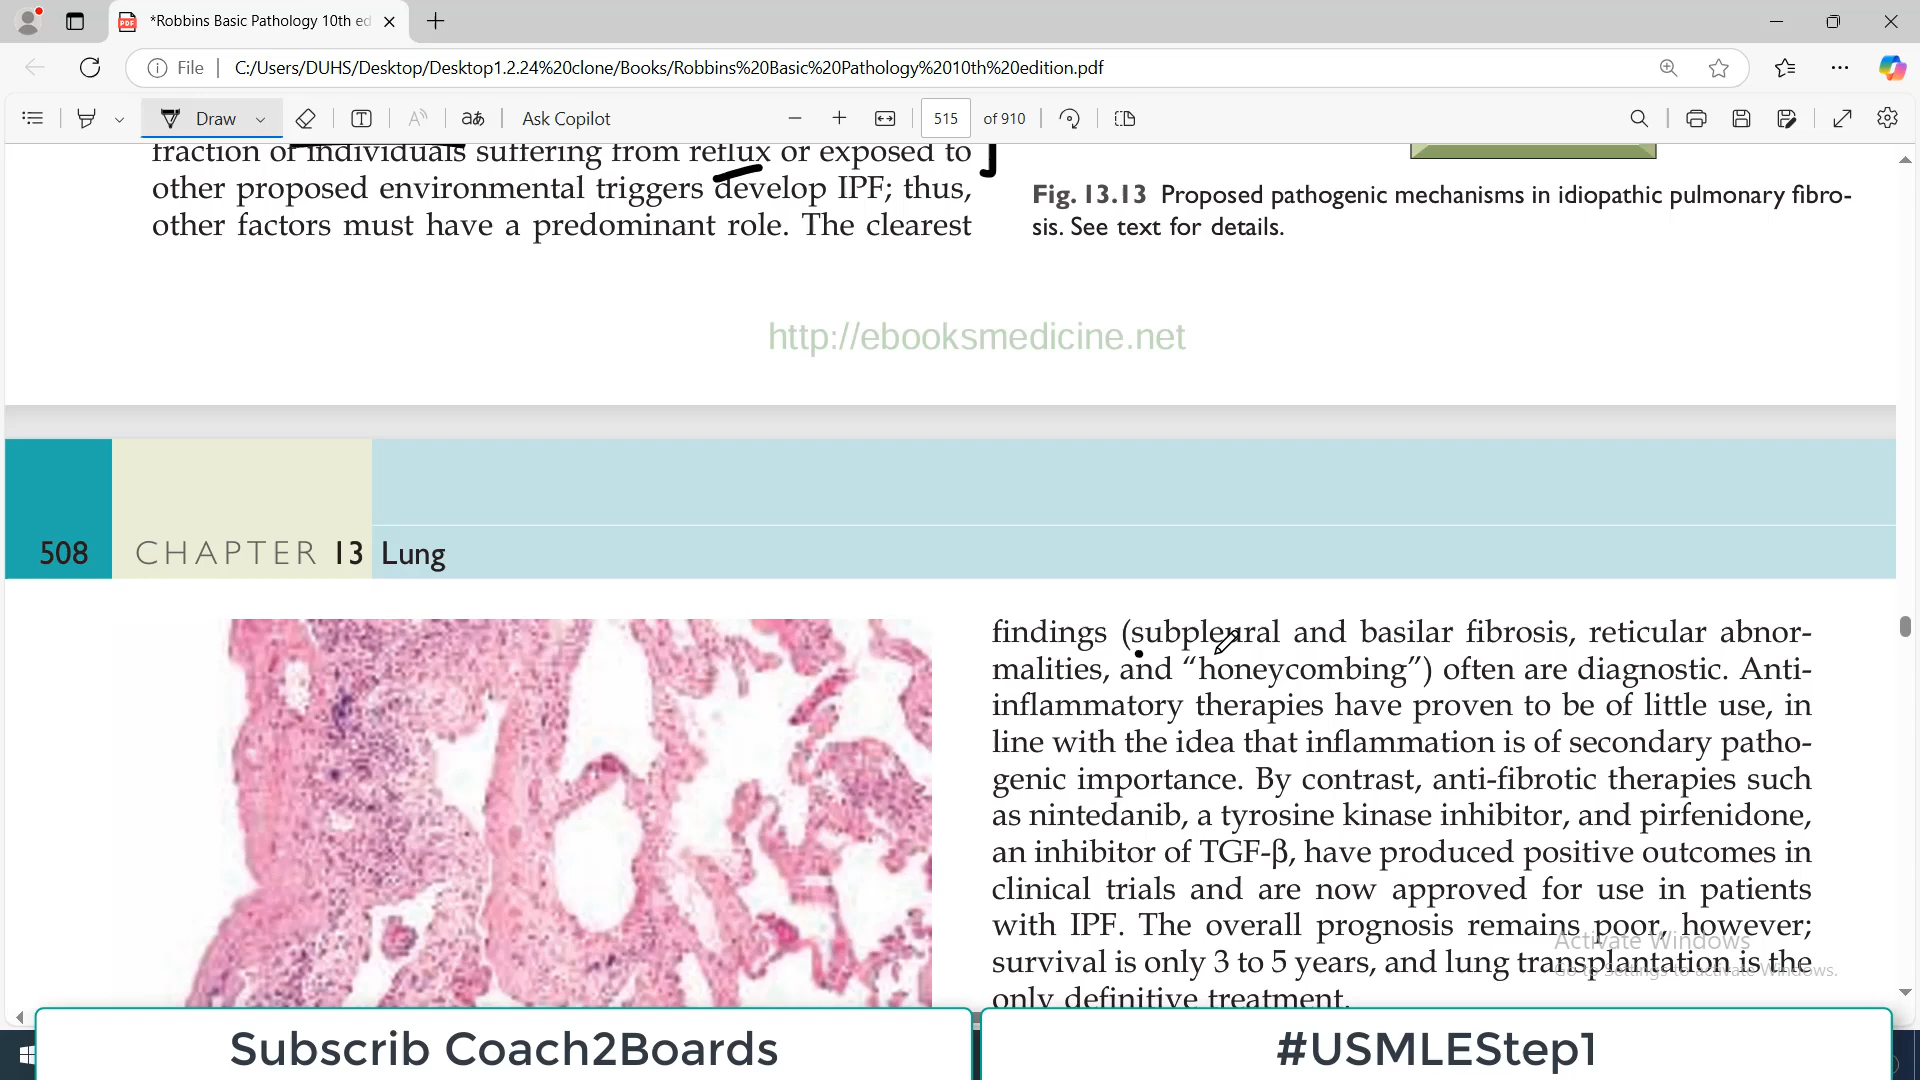 *Robbins Basic Pathology 10th ed
File
C:/Users/DUHS/Desktop/Desktop1.2.24%20clone/Books/Robbins%20Basic%20Pathology%2010th%20edition.pdf
Draw
aあ
Ask Copilot
515 of 910
fraction of individuals suffering from reflux or exposed to
other proposed environmental triggers develop IPF; thus,
other factors must have a predominant role. The clearest
Fig. 13.13 Proposed pathogenic mechanisms in idiopathic pulmonary fibro-
sis. See text for details.
http://ebooksmedicine.net
508 CHAPTER 13 Lung
findings (subpleural and basilar fibrosis, reticular abnor-
malities, and “honeycombing”) often are diagnostic. Anti-
inflammatory therapies have proven to be of little use, in
line with the idea that inflammation is of secondary patho-
genic importance. By contrast, anti-fibrotic therapies such
as nintedanib, a tyrosine kinase inhibitor, and pirfenidone,
an inhibitor of TGF-β, have produced positive outcomes in
clinical trials and are now approved for use in patients
with IPF. The overall prognosis remains poor, however;
survival is only 3 to 5 years, and lung transplantation is the
only definitive treatment.
Activate Windows
Go to Settings to activate Windows.
Subscrib Coach2Boards
#USMLEStep1